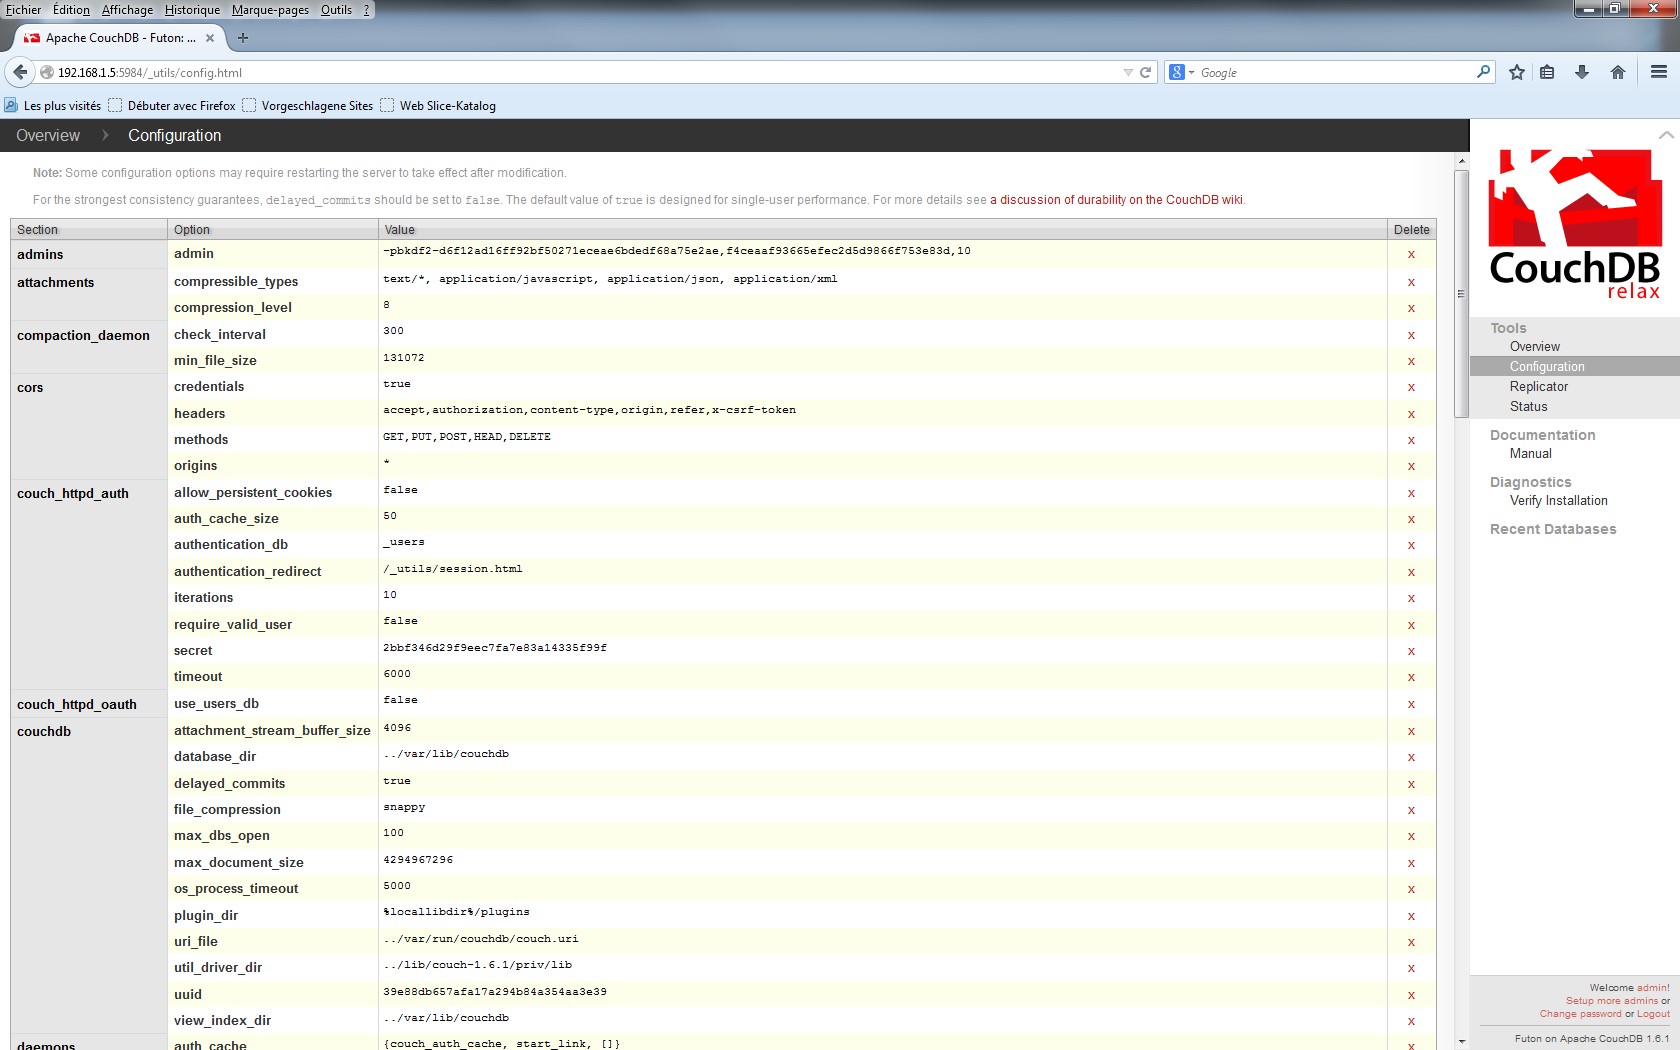 Fichier Édition Affichage Historique Marque-pages Outils ?
Apache CouchDB - Futon: ...
192.168.1.5:5984/_utils/config.html
Google
Les plus visités Débuter avec Firefox Vorgeschlagene Sites Web Slice-Katalog
Overview Configuration
Note: Some configuration options may require restarting the server to take effect after modification.
For the strongest consistency guarantees, delayed_commits should be set to false. The default value of true is designed for single-user performance. For more details see a discussion of durability on the CouchDB wiki.
Section Option Value Delete
admins admin -pbkdf2-d6f12ad16ff92bf50271eceae6bdedf68a75e2ae,f4ceaaf93665efec2d5d9866f753e83d,10 x
attachments compressible_types text/*, application/javascript, application/json, application/xml x
compression_level 8 x
compaction_daemon check_interval 300 x
min_file_size 131072 x
cors credentials true x
headers accept,authorization,content-type,origin,refer,x-csrf-token x
methods GET,PUT,POST,HEAD,DELETE x
origins * x
couch_httpd_auth allow_persistent_cookies false x
auth_cache_size 50 x
authentication_db _users x
authentication_redirect /_utils/session.html x
iterations 10 x
require_valid_user false x
secret 2bbf346d29f9eec7fa7e83a14335f99f x
timeout 6000 x
couch_httpd_oauth use_users_db false x
couchdb attachment_stream_buffer_size 4096 x
database_dir ../var/lib/couchdb x
delayed_commits true x
file_compression snappy x
max_dbs_open 100 x
max_document_size 4294967296 x
os_process_timeout 5000 x
plugin_dir %locallibdir%/plugins x
uri_file ../var/run/couchdb/couch.uri x
util_driver_dir ../lib/couch-1.6.1/priv/lib x
uuid 39e88db657afa17a294b84a354aa3e39 x
view_index_dir ../var/lib/couchdb x
daemons auth_cache {couch_auth_cache, start_link, []} x
CouchDB
relax
Tools
Overview
Configuration
Replicator
Status
Documentation
Manual
Diagnostics
Verify Installation
Recent Databases
Welcome admin!
Setup more admins or
Change password or Logout
Futon on Apache CouchDB 1.6.1